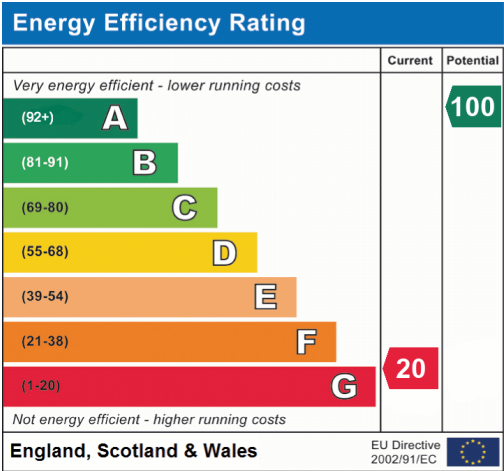 Energy Efficiency Rating
Current Potential
Very energy efficient - lower running costs
(92+) A 100
(81-91) B
(69-80) C
(55-68) D
(39-54) E
(21-38) F
20
(1-20) G
Not energy efficient - higher running costs
England, Scotland & Wales
EU Directive
2002/91/EC